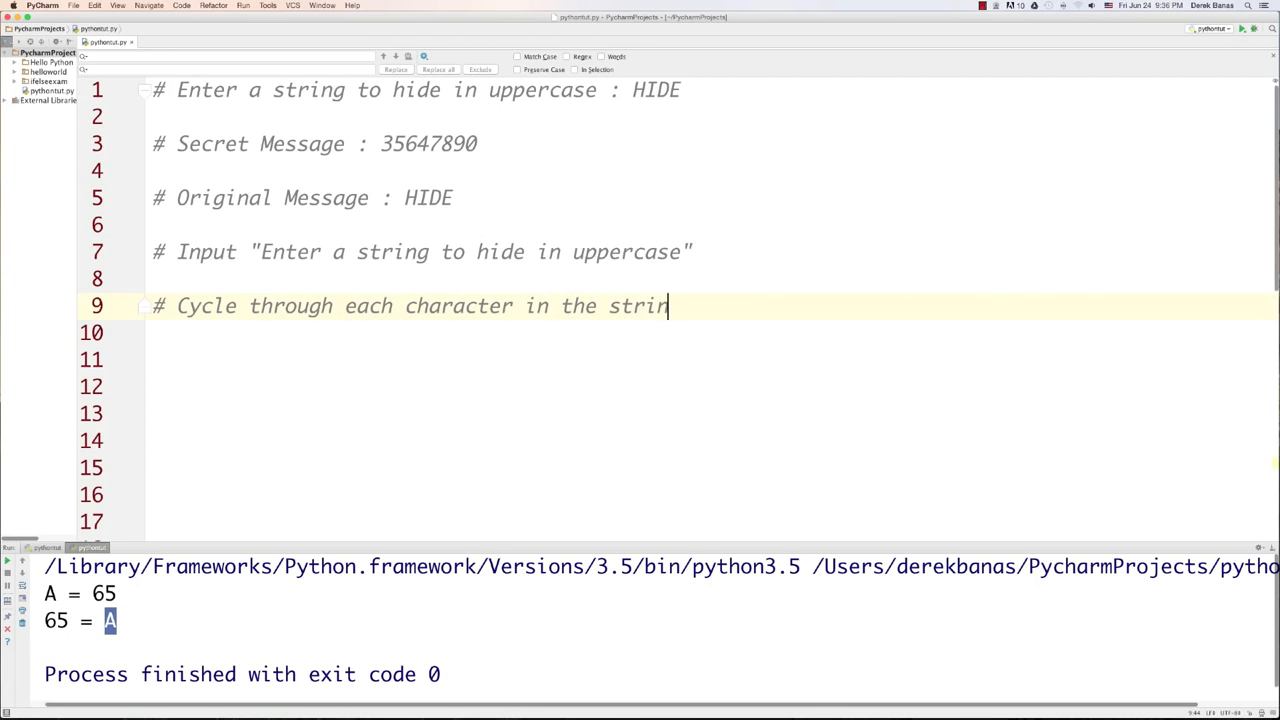 PyCharm File Edit View Navigate Code Refactor Run Tools VCS Window Help 10 Fri Jun 24 9:36 PM Derek Banas
pythontut.py - PycharmProjects - [~/PycharmProjects]
PycharmProjects pythontut.py pythontut
pythontut.py ×
PycharmProject
Hello Python
helloworld
ifelseexam
pythontut.py
External Librarie
Match Case Regex Words
Replace Replace all Exclude Preserve Case In Selection
1 # Enter a string to hide in uppercase : HIDE
2
3 # Secret Message : 35647890
4
5 # Original Message : HIDE
6
7 # Input "Enter a string to hide in uppercase"
8
9 # Cycle through each character in the strin
10
11
12
13
14
15
16
17
Run: pythontut pythontut
/Library/Frameworks/Python.framework/Versions/3.5/bin/python3.5 /Users/derekbanas/PycharmProjects/pytho
A = 65
65 = A
Process finished with exit code 0
9:44 LF÷ UTF-8÷